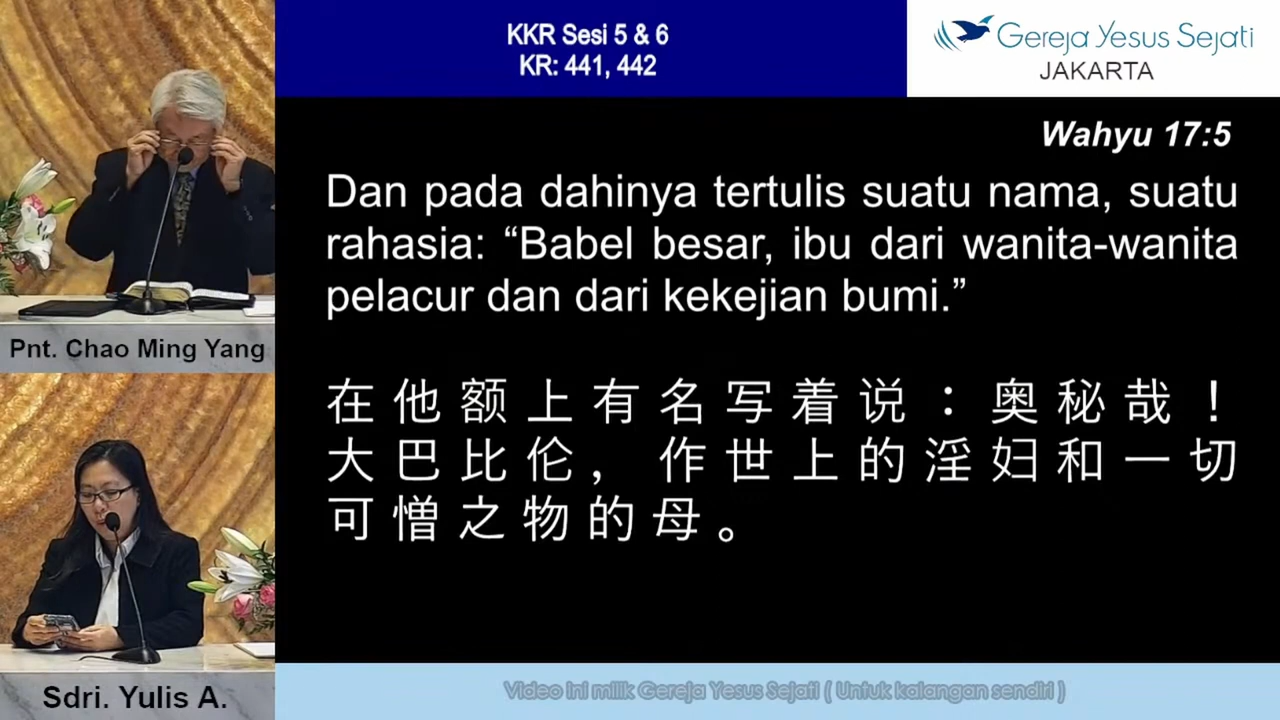 KKR Sesi 5 & 6
KR: 441, 442
Gereja Yesus Sejati
JAKARTA
Wahyu 17:5
Dan pada dahinya tertulis suatu nama, suatu
rahasia: “Babel besar, ibu dari wanita-wanita
pelacur dan dari kekejian bumi.”
在他额上有名写着说：奥秘哉！
大巴比伦，作世上的淫妇和一切
可憎之物的母。
Pnt. Chao Ming Yang
Sdri. Yulis A.
Video ini milik Gereja Yesus Sejati ( Untuk kalangan sendiri )